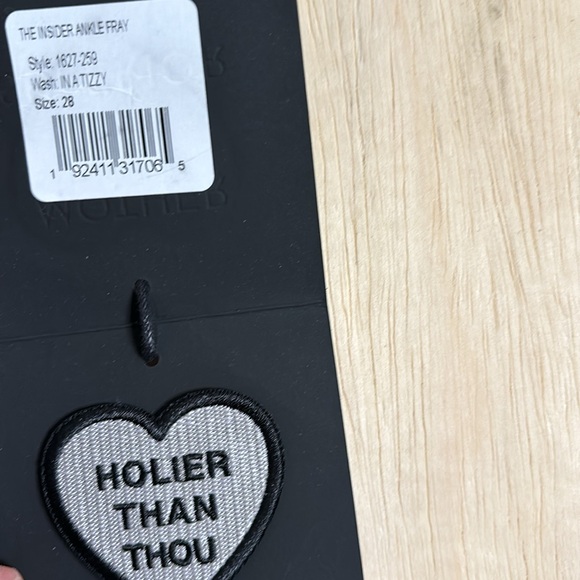 THE INSIDER ANKLE FRAY
Style: 1627-259
Wash: IN A TIZZY
Size: 28
1 92411 31706 5
MOTHER
HOLIER
THAN
THOU